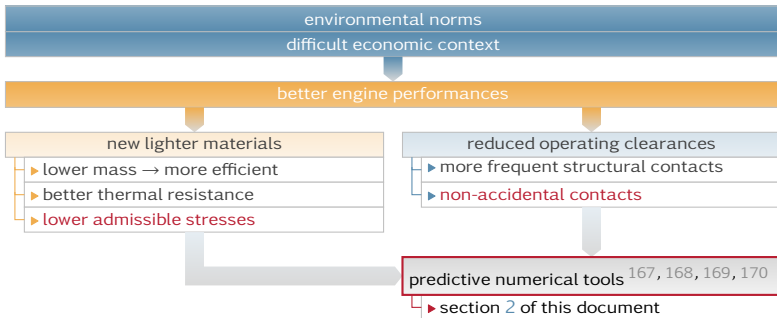 environmental norms
difficult economic context
better engine performances
new lighter materials
▶ lower mass → more efficient
▶ better thermal resistance
▶ lower admissible stresses
reduced operating clearances
▶ more frequent structural contacts
▶ non-accidental contacts
predictive numerical tools 167, 168, 169, 170
▶ section 2 of this document